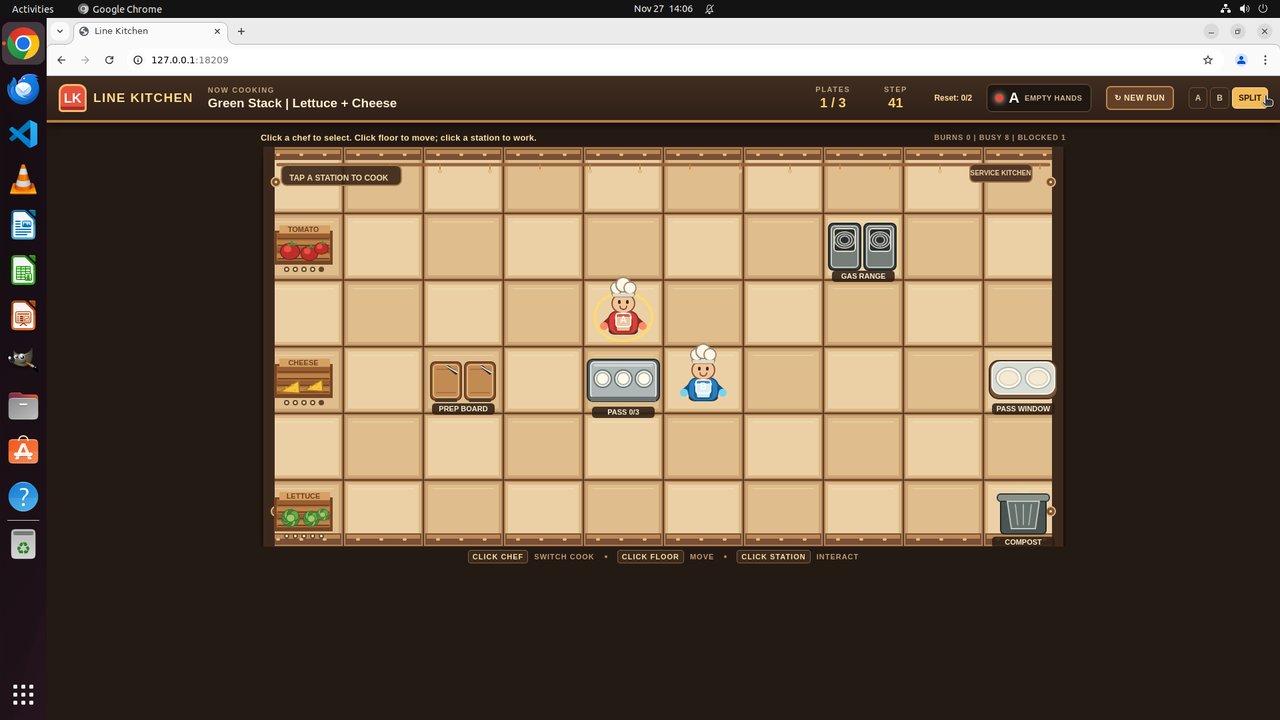 Activities
Google Chrome
Nov 27 14:06
Line Kitchen
127.0.0.1:18209
LK
LINE KITCHEN
NOW COOKING
Green Stack | Lettuce + Cheese
PLATES
1 / 3
STEP
41
Reset: 0/2
A EMPTY HANDS
↻ NEW RUN
A
B
SPLIT
Click a chef to select. Click floor to move; click a station to work.
BURNS 0 | BUSY 8 | BLOCKED 1
TAP A STATION TO COOK
SERVICE KITCHEN
TOMATO
GAS RANGE
A
CHEESE
PREP BOARD
PASS 0/3
B
PASS WINDOW
LETTUCE
COMPOST
CLICK CHEF SWITCH COOK • CLICK FLOOR MOVE • CLICK STATION INTERACT